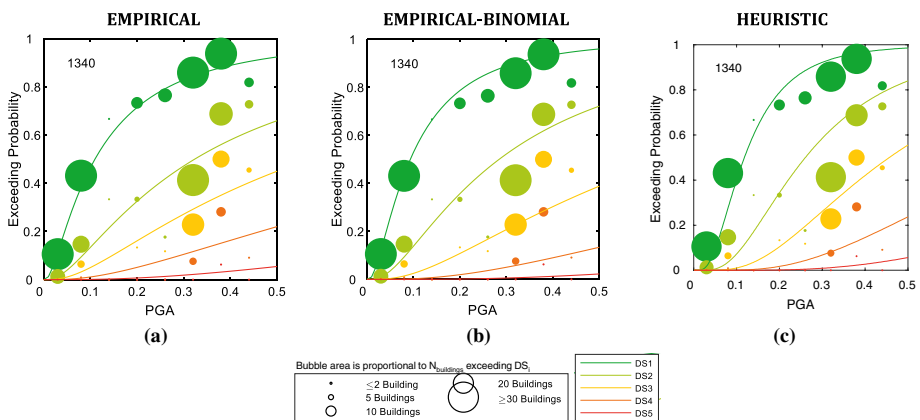 EMPIRICAL
EMPIRICAL-BINOMIAL
HEURISTIC
1
0.8
0.6
0.4
0.2
0
0
0.1
0.2
0.3
0.4
0.5
1340
Exceeding Probability
PGA
(a)
1
0.8
0.6
0.4
0.2
0
0
0.1
0.2
0.3
0.4
0.5
1340
Exceeding Probability
PGA
(b)
1
0.8
0.6
0.4
0.2
0
0
0.1
0.2
0.3
0.4
0.5
1340
Exceeding Probability
PGA
(c)
Bubble area is proportional to Nbuildings exceeding DSi
≤2 Building
5 Buildings
10 Buildings
20 Buildings
≥30 Buildings
DS1
DS2
DS3
DS4
DS5